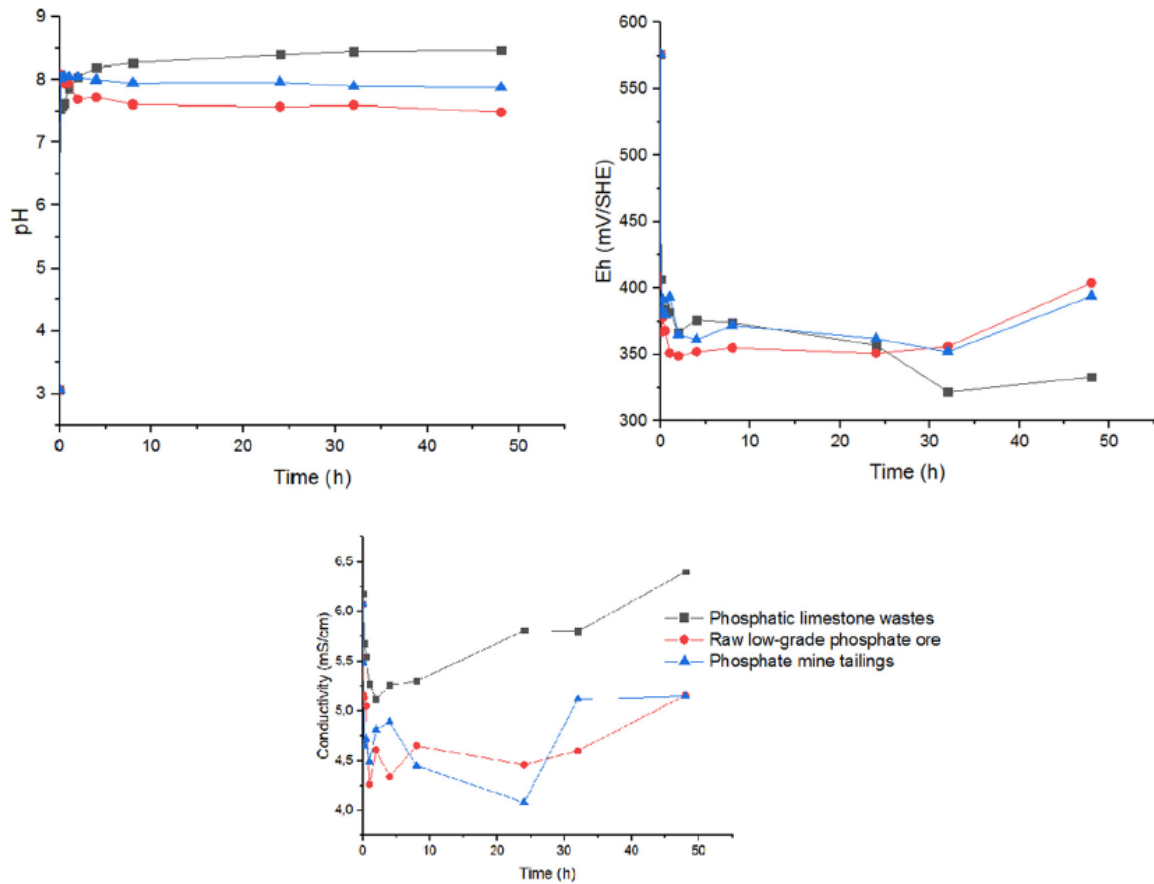 9
8
7
6
5
4
3
pH
0 10 20 30 40 50
Time (h)
600
550
500
450
400
350
300
Eh (mV/SHE)
0 10 20 30 40 50
Time (h)
6,5
6,0
5,5
5,0
4,5
4,0
Conductivity (mS/cm)
0 10 20 30 40 50
Time (h)
Phosphatic limestone wastes
Raw low-grade phosphate ore
Phosphate mine tailings